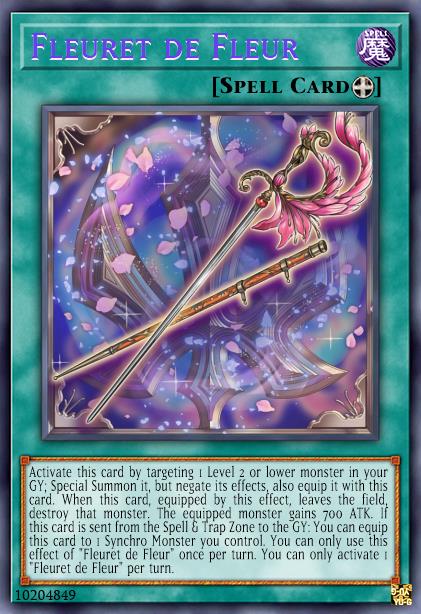 Fleuret de Fleur
SPELL
魔
[Spell Card]
Activate this card by targeting 1 Level 2 or lower monster in your
GY; Special Summon it, but negate its effects, also equip it with this
card. When this card, equipped by this effect, leaves the field,
destroy that monster. The equipped monster gains 700 ATK. If
this card is sent from the Spell & Trap Zone to the GY: You can equip
this card to 1 Synchro Monster you control. You can only use this
effect of "Fleuret de Fleur" once per turn. You can only activate 1
"Fleuret de Fleur" per turn.
10204849